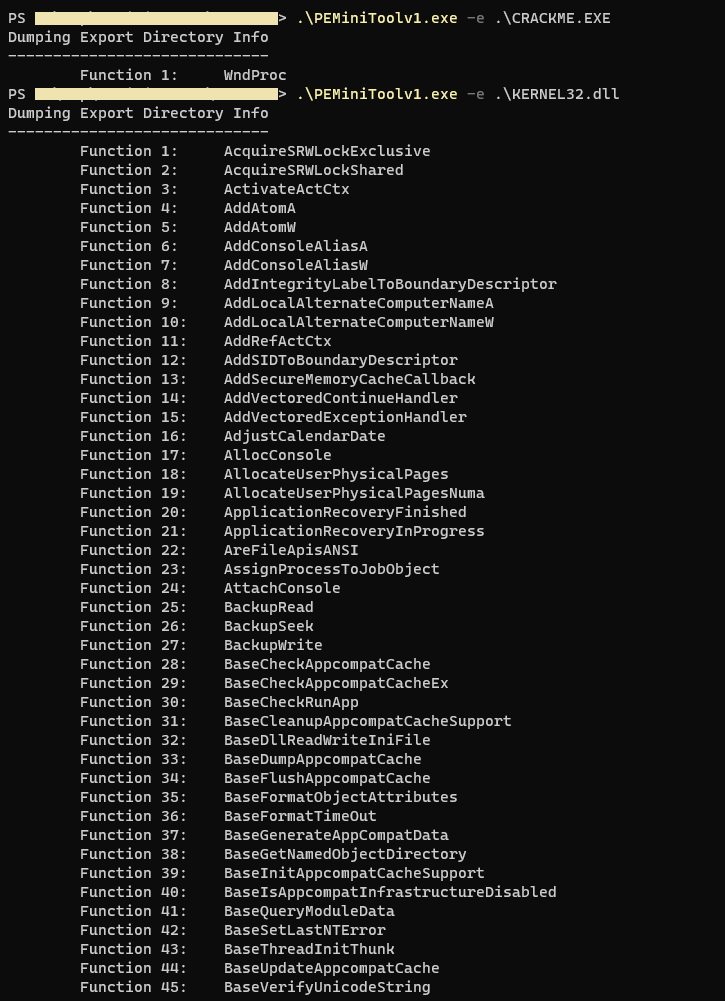 PS > .\PEMiniToolv1.exe -e .\CRACKME.EXE
Dumping Export Directory Info
-----------------------------
Function 1: WndProc
PS > .\PEMiniToolv1.exe -e .\KERNEL32.dll
Dumping Export Directory Info
-----------------------------
Function 1: AcquireSRWLockExclusive
Function 2: AcquireSRWLockShared
Function 3: ActivateActCtx
Function 4: AddAtomA
Function 5: AddAtomW
Function 6: AddConsoleAliasA
Function 7: AddConsoleAliasW
Function 8: AddIntegrityLabelToBoundaryDescriptor
Function 9: AddLocalAlternateComputerNameA
Function 10: AddLocalAlternateComputerNameW
Function 11: AddRefActCtx
Function 12: AddSIDToBoundaryDescriptor
Function 13: AddSecureMemoryCacheCallback
Function 14: AddVectoredContinueHandler
Function 15: AddVectoredExceptionHandler
Function 16: AdjustCalendarDate
Function 17: AllocConsole
Function 18: AllocateUserPhysicalPages
Function 19: AllocateUserPhysicalPagesNuma
Function 20: ApplicationRecoveryFinished
Function 21: ApplicationRecoveryInProgress
Function 22: AreFileApisANSI
Function 23: AssignProcessToJobObject
Function 24: AttachConsole
Function 25: BackupRead
Function 26: BackupSeek
Function 27: BackupWrite
Function 28: BaseCheckAppcompatCache
Function 29: BaseCheckAppcompatCacheEx
Function 30: BaseCheckRunApp
Function 31: BaseCleanupAppcompatCacheSupport
Function 32: BaseDllReadWriteIniFile
Function 33: BaseDumpAppcompatCache
Function 34: BaseFlushAppcompatCache
Function 35: BaseFormatObjectAttributes
Function 36: BaseFormatTimeOut
Function 37: BaseGenerateAppCompatData
Function 38: BaseGetNamedObjectDirectory
Function 39: BaseInitAppcompatCacheSupport
Function 40: BaseIsAppcompatInfrastructureDisabled
Function 41: BaseQueryModuleData
Function 42: BaseSetLastNTError
Function 43: BaseThreadInitThunk
Function 44: BaseUpdateAppcompatCache
Function 45: BaseVerifyUnicodeString